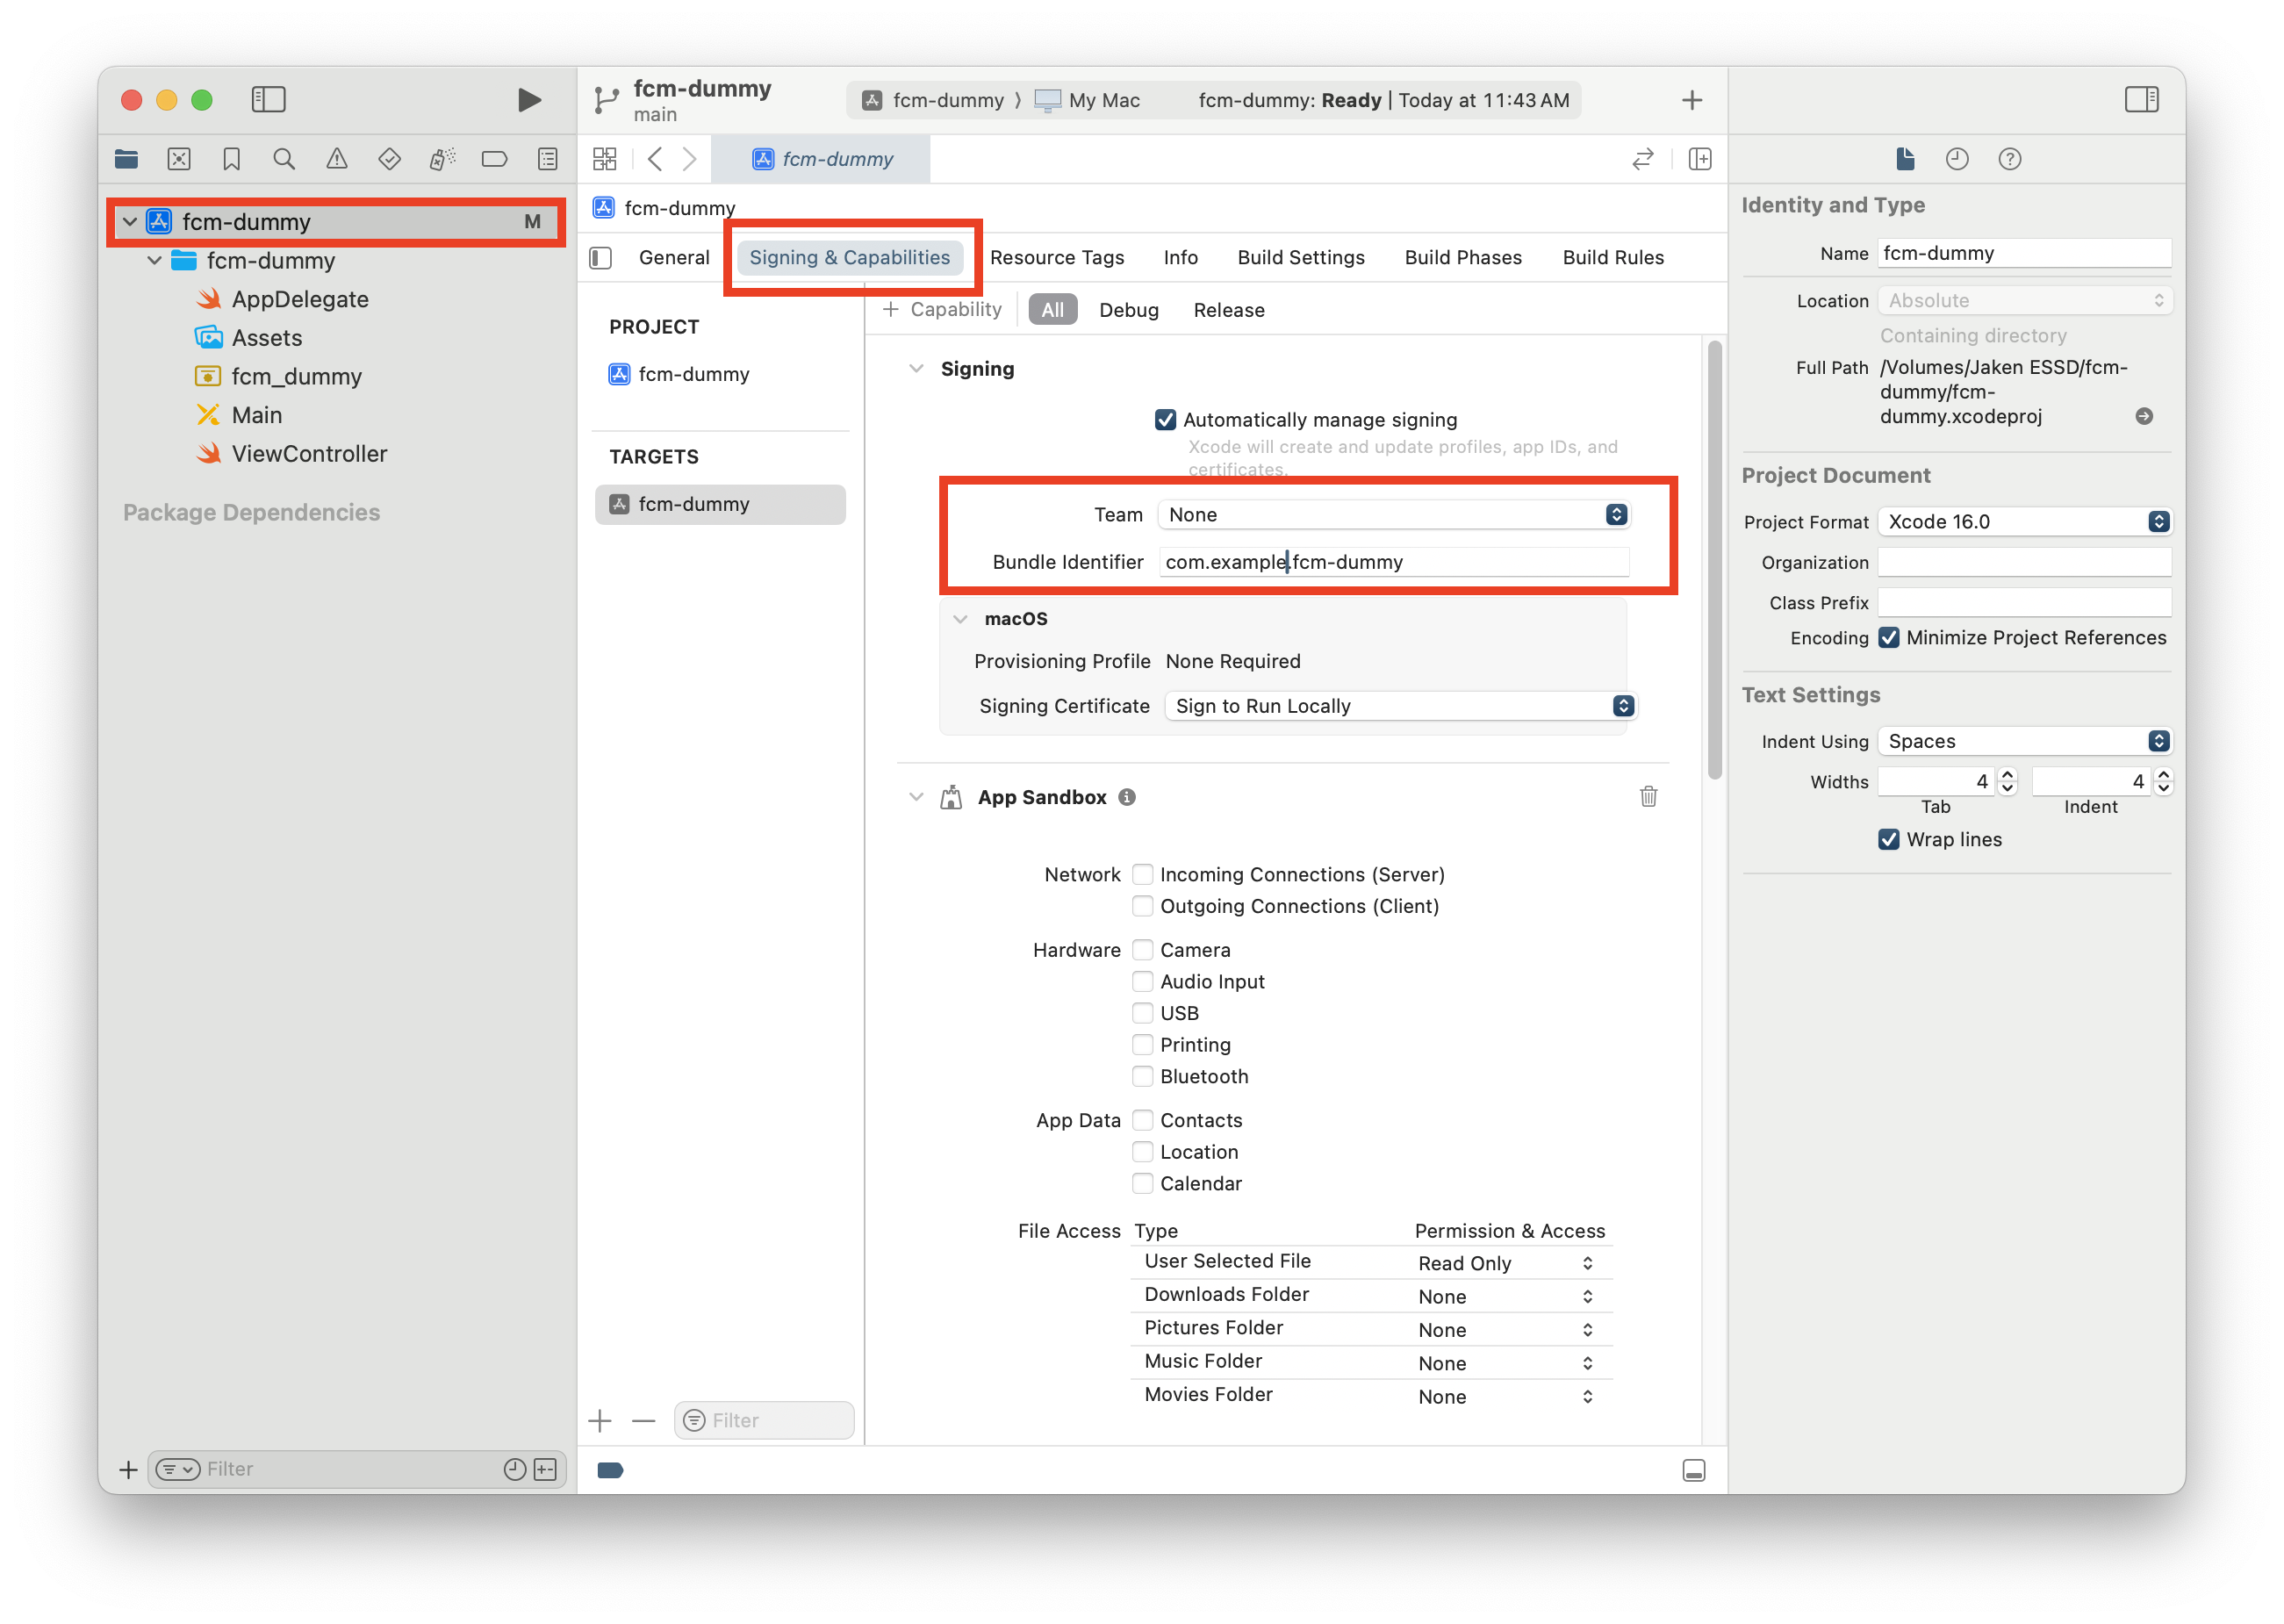 fcm-dummy
main
fcm-dummy
My Mac
fcm-dummy: Ready | Today at 11:43 AM
fcm-dummy
M
fcm-dummy
AppDelegate
Assets
fcm_dummy
Main
ViewController
Package Dependencies
Filter
fcm-dummy
fcm-dummy
General
Signing & Capabilities
Resource Tags
Info
Build Settings
Build Phases
Build Rules
PROJECT
fcm-dummy
TARGETS
fcm-dummy
Filter
+ Capability
All
Debug
Release
Signing
Automatically manage signing
Xcode will create and update profiles, app IDs, and
certificates.
Team None
Bundle Identifier com.example.fcm-dummy
macOS
Provisioning Profile None Required
Signing Certificate Sign to Run Locally
App Sandbox
Network Incoming Connections (Server)
Outgoing Connections (Client)
Hardware Camera
Audio Input
USB
Printing
Bluetooth
App Data Contacts
Location
Calendar
File Access Type Permission & Access
User Selected File Read Only
Downloads Folder None
Pictures Folder None
Music Folder None
Movies Folder None
Identity and Type
Name fcm-dummy
Location Absolute
Containing directory
Full Path /Volumes/Jaken ESSD/fcm-
dummy/fcm-
dummy.xcodeproj
Project Document
Project Format Xcode 16.0
Organization
Class Prefix
Encoding Minimize Project References
Text Settings
Indent Using Spaces
Widths 4 4
Tab Indent
Wrap lines